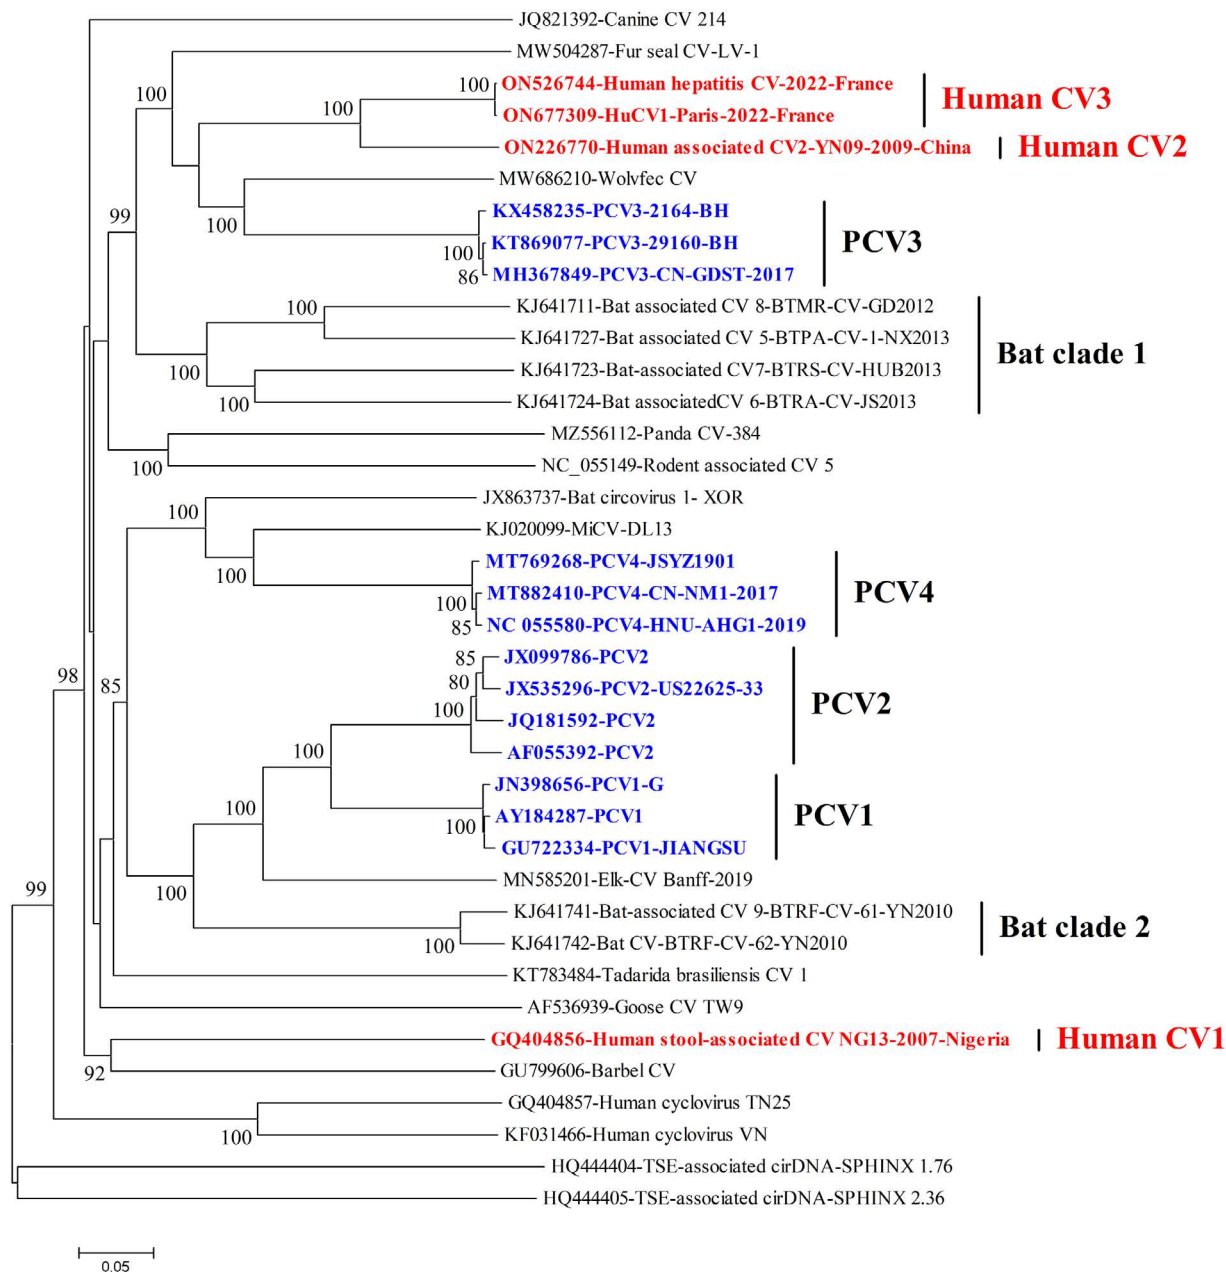 JQ821392-Canine CV 214
MW504287-Fur seal CV-LV-1
100
100
ON526744-Human hepatitis CV-2022-France
Human CV3
100
ON677309-HuCV1-Paris-2022-France
ON226770-Human associated CV2-YN09-2009-China
Human CV2
MW686210-Wolvfec CV
99
100
KX458235-PCV3-2164-BH
PCV3
KT869077-PCV3-29160-BH
100
86
MH367849-PCV3-CN-GDST-2017
100
KJ641711-Bat associated CV 8-BTMR-CV-GD2012
KJ641727-Bat associated CV 5-BTPA-CV-1-NX2013
Bat clade 1
100
KJ641723-Bat-associated CV7-BTRS-CV-HUB2013
100
KJ641724-Bat associatedCV 6-BTRA-CV-JS2013
MZ556112-Panda CV-384
100
NC_055149-Rodent associated CV 5
JX863737-Bat circovirus 1- XOR
100
KJ020099-MiCV-DL13
MT769268-PCV4-JSYZ1901
100
MT882410-PCV4-CN-NM1-2017
PCV4
100
85
NC 055580-PCV4-HNU-AHG1-2019
85
JX099786-PCV2
98
85
80
JX535296-PCV2-US22625-33
PCV2
100
JQ181592-PCV2
100
AF055392-PCV2
JN398656-PCV1-G
100
AY184287-PCV1
PCV1
100
GU722334-PCV1-JIANGSU
99
100
MN585201-Elk-CV Banff-2019
KJ641741-Bat-associated CV 9-BTRF-CV-61-YN2010
Bat clade 2
100
KJ641742-Bat CV-BTRF-CV-62-YN2010
KT783484-Tadarida brasiliensis CV 1
AF536939-Goose CV TW9
GQ404856-Human stool-associated CV NG13-2007-Nigeria
Human CV1
92
GU799606-Barbel CV
GQ404857-Human cyclovirus TN25
100
KF031466-Human cyclovirus VN
HQ444404-TSE-associated cirDNA-SPHINX 1.76
HQ444405-TSE-associated cirDNA-SPHINX 2.36
0.05